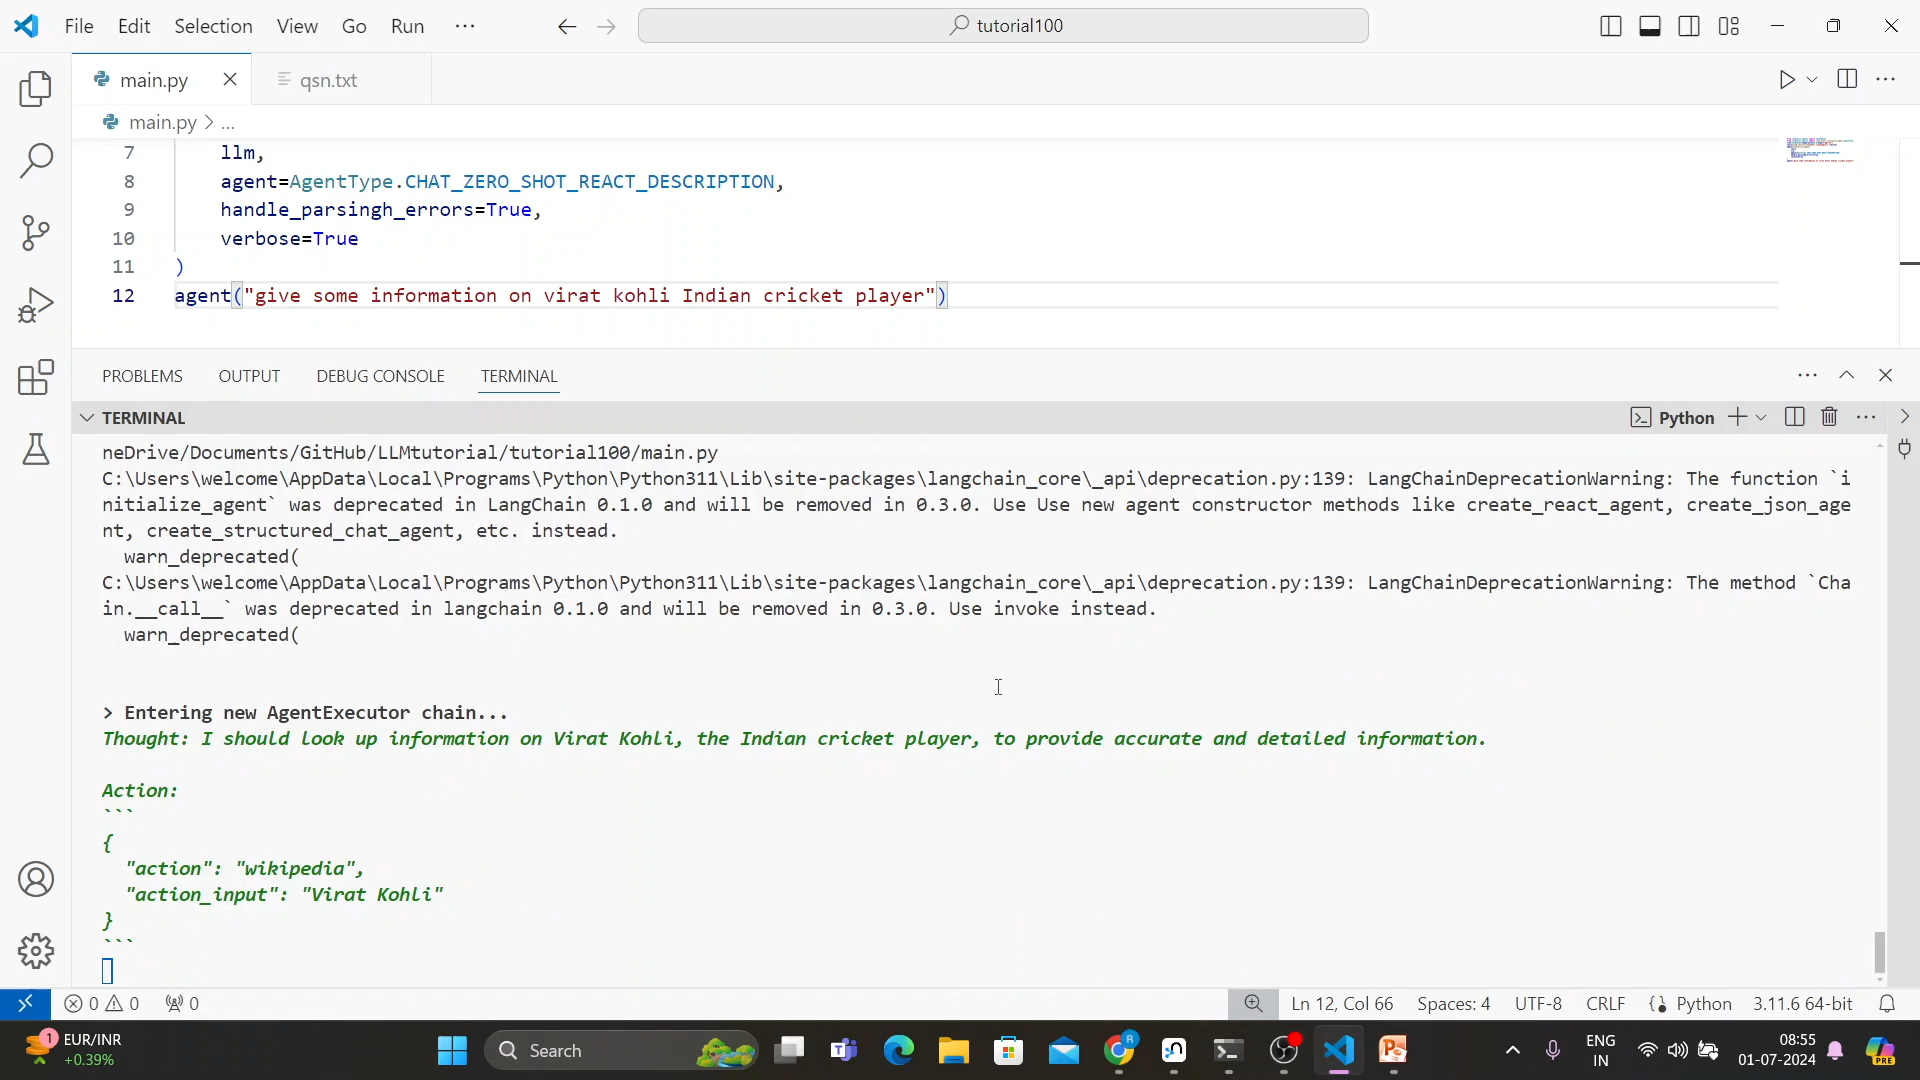 File Edit Selection View Go Run ···
tutorial100
main.py
qsn.txt
main.py > ...
7 llm,
8 agent=AgentType.CHAT_ZERO_SHOT_REACT_DESCRIPTION,
9 handle_parsingh_errors=True,
10 verbose=True
11 )
12 agent("give some information on virat kohli Indian cricket player")
PROBLEMS OUTPUT DEBUG CONSOLE TERMINAL
TERMINAL
Python
neDrive/Documents/GitHub/LLMtutorial/tutorial100/main.py
C:\Users\welcome\AppData\Local\Programs\Python\Python311\Lib\site-packages\langchain_core\_api\deprecation.py:139: LangChainDeprecationWarning: The function `i
nitialize_agent` was deprecated in LangChain 0.1.0 and will be removed in 0.3.0. Use Use new agent constructor methods like create_react_agent, create_json_age
nt, create_structured_chat_agent, etc. instead.
warn_deprecated(
C:\Users\welcome\AppData\Local\Programs\Python\Python311\Lib\site-packages\langchain_core\_api\deprecation.py:139: LangChainDeprecationWarning: The method `Cha
in.__call__` was deprecated in langchain 0.1.0 and will be removed in 0.3.0. Use invoke instead.
warn_deprecated(
> Entering new AgentExecutor chain...
Thought: I should look up information on Virat Kohli, the Indian cricket player, to provide accurate and detailed information.
Action:
```
{
"action": "wikipedia",
"action_input": "Virat Kohli"
}
```
0 0 0
Ln 12, Col 66 Spaces: 4 UTF-8 CRLF {} Python 3.11.6 64-bit
1
EUR/INR
+0.39%
Search
R
ENG
IN
08:55
01-07-2024
PRE